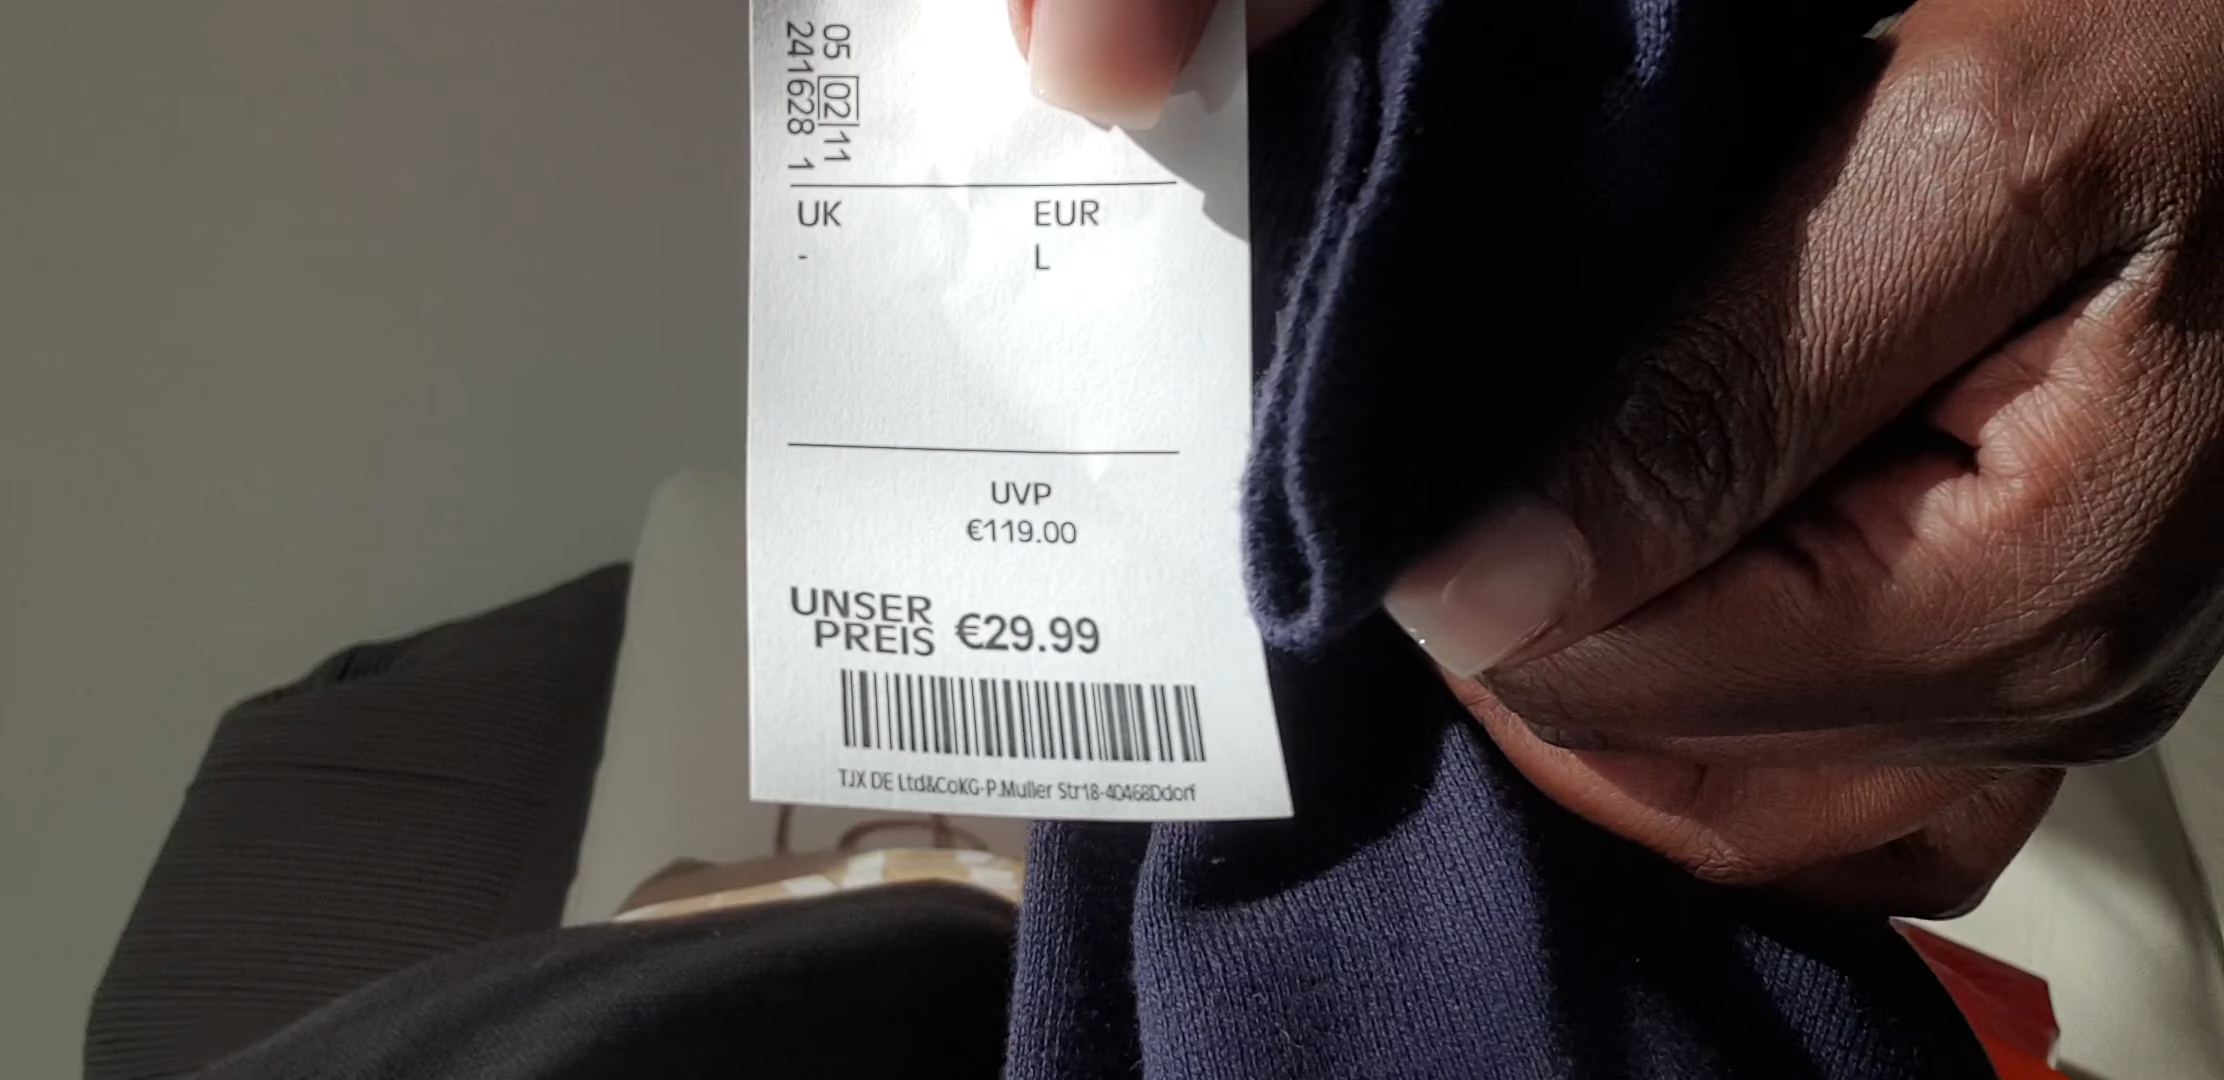 05 02 11
241628 1
UK EUR
- L
UVP
€119.00
UNSER
PREIS €29.99
TJX DE Ltd&CoKG-P.Muller Str18-40468Ddorf